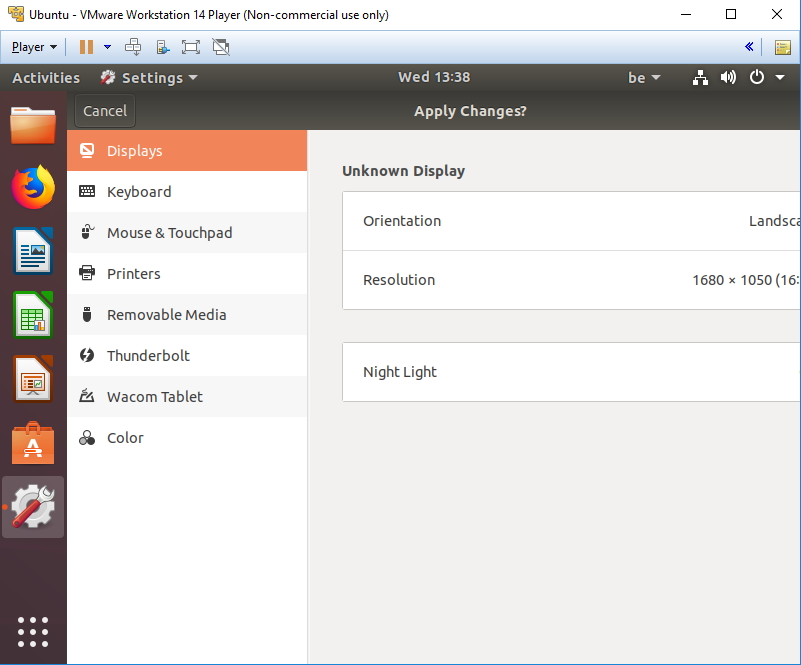 Ubuntu - VMware Workstation 14 Player (Non-commercial use only)
Player
Activities Settings Wed 13:38 be
Cancel Apply Changes?
Displays
Keyboard
Mouse & Touchpad
Printers
Removable Media
Thunderbolt
Wacom Tablet
Color
Unknown Display
Orientation Landsca
Resolution 1680 × 1050 (16:
Night Light